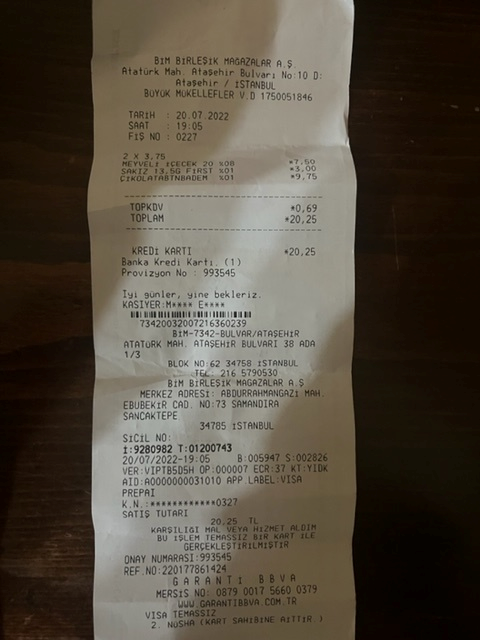 BİM BİRLEŞİK MAĞAZALAR A.Ş.
Atatürk Mah. Ataşehir Bulvarı No:10 D:
Ataşehir / İSTANBUL
BÜYÜK MÜKELLEFLER V.D 1750051846
TARİH : 20.07.2022
SAAT : 19:05
FİŞ NO : 0227
2 X 3,75
MEYVELİ İÇECEK 20 %08 *7,50
SAKIZ 13,5G FIRST %01 *3,00
ÇİKOLATABTNBADEM %01 *9,75
TOPKDV *0,69
TOPLAM *20,25
KREDİ KARTI *20,25
Banka Kredi Kartı. (1)
Provizyon No : 993545
İyi günler, yine bekleriz.
KASİYER:M**** E****
73420032007216360239
BİM-7342-BULVAR/ATAŞEHİR
ATATÜRK MAH. ATAŞEHİR BULVARI 38 ADA
1/3
BLOK NO:62 34758 İSTANBUL
TEL. 216 5790530
BİM BİRLEŞİK MAĞAZALAR A.Ş
MERKEZ ADRESİ: ABDURRAHMANGAZİ MAH.
EBUBEKİR CAD. NO:73 SAMANDIRA
SANCAKTEPE
34785 İSTANBUL
SİCİL NO:
İ:9280982 T:01200743
20/07/2022-19:05 B:005947 S:002826
VER:VIPTB5D5H OP:000007 ECR:37 KT:YIDK
AID:A0000000031010 APP.LABEL:VISA
PREPAI
K.N.:************0327
SATIŞ TUTARI
20,25 TL
KARŞILIĞI MAL VEYA HİZMET ALDIM
BU İŞLEM TEMASSIZ BİR KART İLE
GERÇEKLEŞTİRİLMİŞTİR
ONAY NUMARASI:993545
REF.NO:220177861424
GARANTİ BBVA
MERSİS NO: 0879 0017 5660 0379
WWW.GARANTIBBVA.COM.TR
VISA TEMASSIZ
2. NÜSHA (KART SAHİBİNE AİTTİR.)